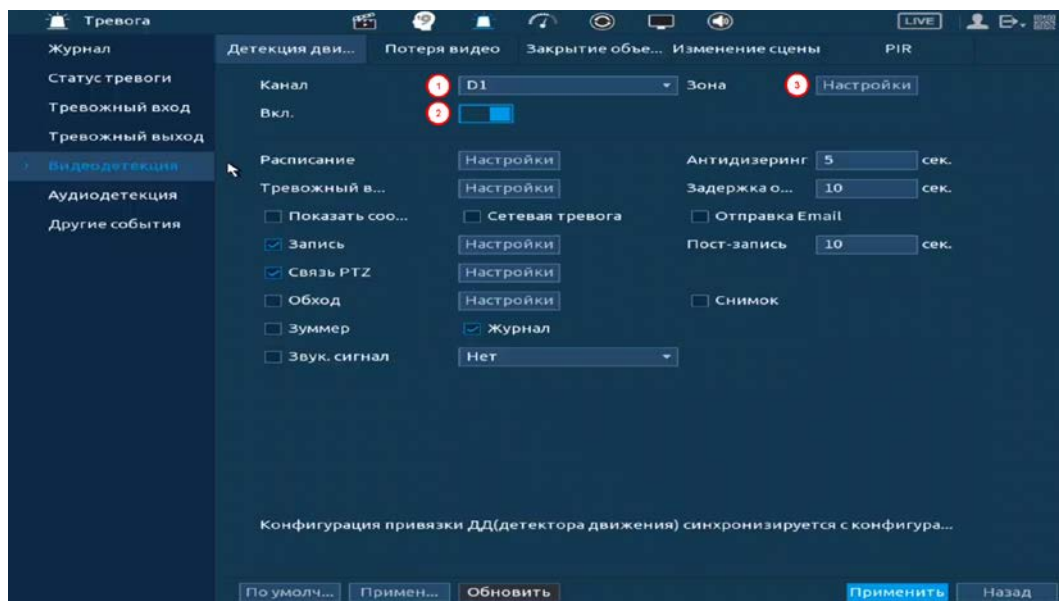 Тревога LIVE
Журнал
Статус тревоги
Тревожный вход
Тревожный выход
Видеодетекция
Аудиодетекция
Другие события
Детекция дви... Потеря видео Закрытие объе... Изменение сцены PIR
Канал 1 D1 Зона 3 Настройки
Вкл. 2
Расписание Настройки Антидизеринг 5 сек.
Тревожный в... Настройки Задержка о... 10 сек.
Показать соо... Сетевая тревога Отправка Email
Запись Настройки Пост-запись 10 сек.
Связь PTZ Настройки
Обход Настройки Снимок
Зуммер Журнал
Звук. сигнал Нет
Конфигурация привязки ДД(детектора движения) синхронизируется с конфигура...
По умолч... Примен... Обновить Применить Назад